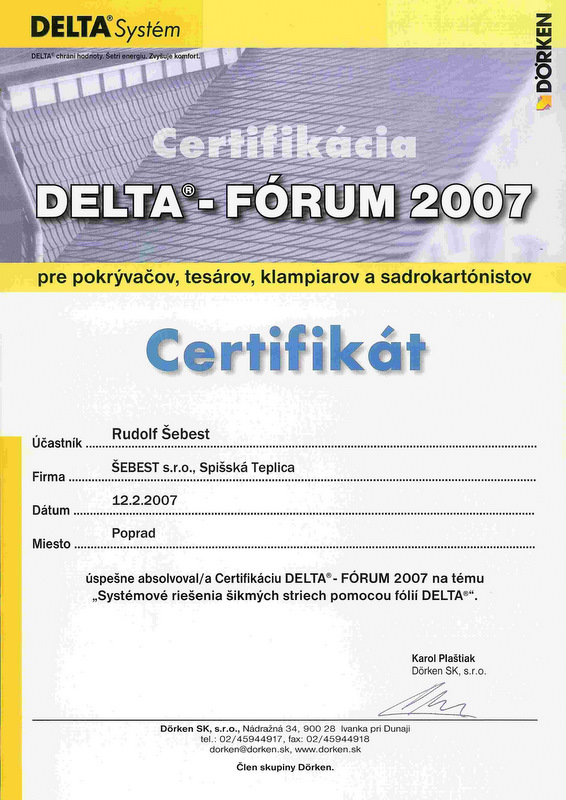 DELTA® Systém
DELTA® chráni hodnoty. Šetrí energiu. Zvyšuje komfort.
DÖRKEN
Certifikácia
DELTA® - FÓRUM 2007
pre pokrývačov, tesárov, klampiarov a sadrokartónistov
Certifikát
Účastník Rudolf Šebest
Firma ŠEBEST s.r.o., Spišská Teplica
Dátum 12.2.2007
Miesto Poprad
úspešne absolvoval/a Certifikáciu DELTA® - FÓRUM 2007 na tému
„Systémové riešenia šikmých striech pomocou fólií DELTA®“.
Karol Plaštiak
Dörken SK, s.r.o.
Dörken SK, s.r.o., Nádražná 34, 900 28 Ivanka pri Dunaji
tel.: 02/45944917, fax: 02/45944918
dorken@dorken.sk, www.dorken.sk
Člen skupiny Dörken.